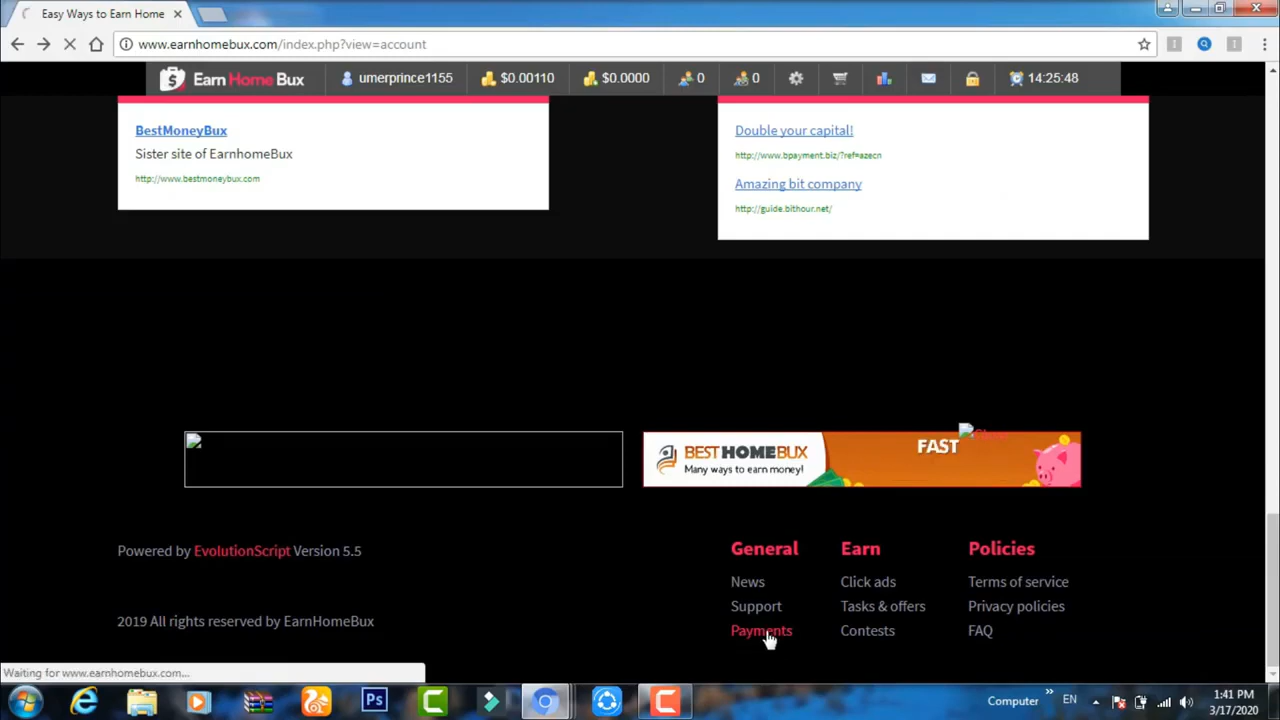 Easy Ways to Earn Home
www.earnhomebux.com/index.php?view=account
Earn Home Bux
umerprince1155
$0.00110
$0.0000
0
0
14:25:48
BestMoneyBux
Sister site of EarnhomeBux
http://www.bestmoneybux.com
Double your capital!
http://www.bpayment.biz/?ref=azecn
Amazing bit company
http://guide.bithour.net/
BEST HOMEBUX
Many ways to earn money!
FAST
Powered by EvolutionScript Version 5.5
2019 All rights reserved by EarnHomeBux
General
News
Support
Payments
Earn
Click ads
Tasks & offers
Contests
Policies
Terms of service
Privacy policies
FAQ
Waiting for www.earnhomebux.com...
Computer
EN
1:41 PM
3/17/2020